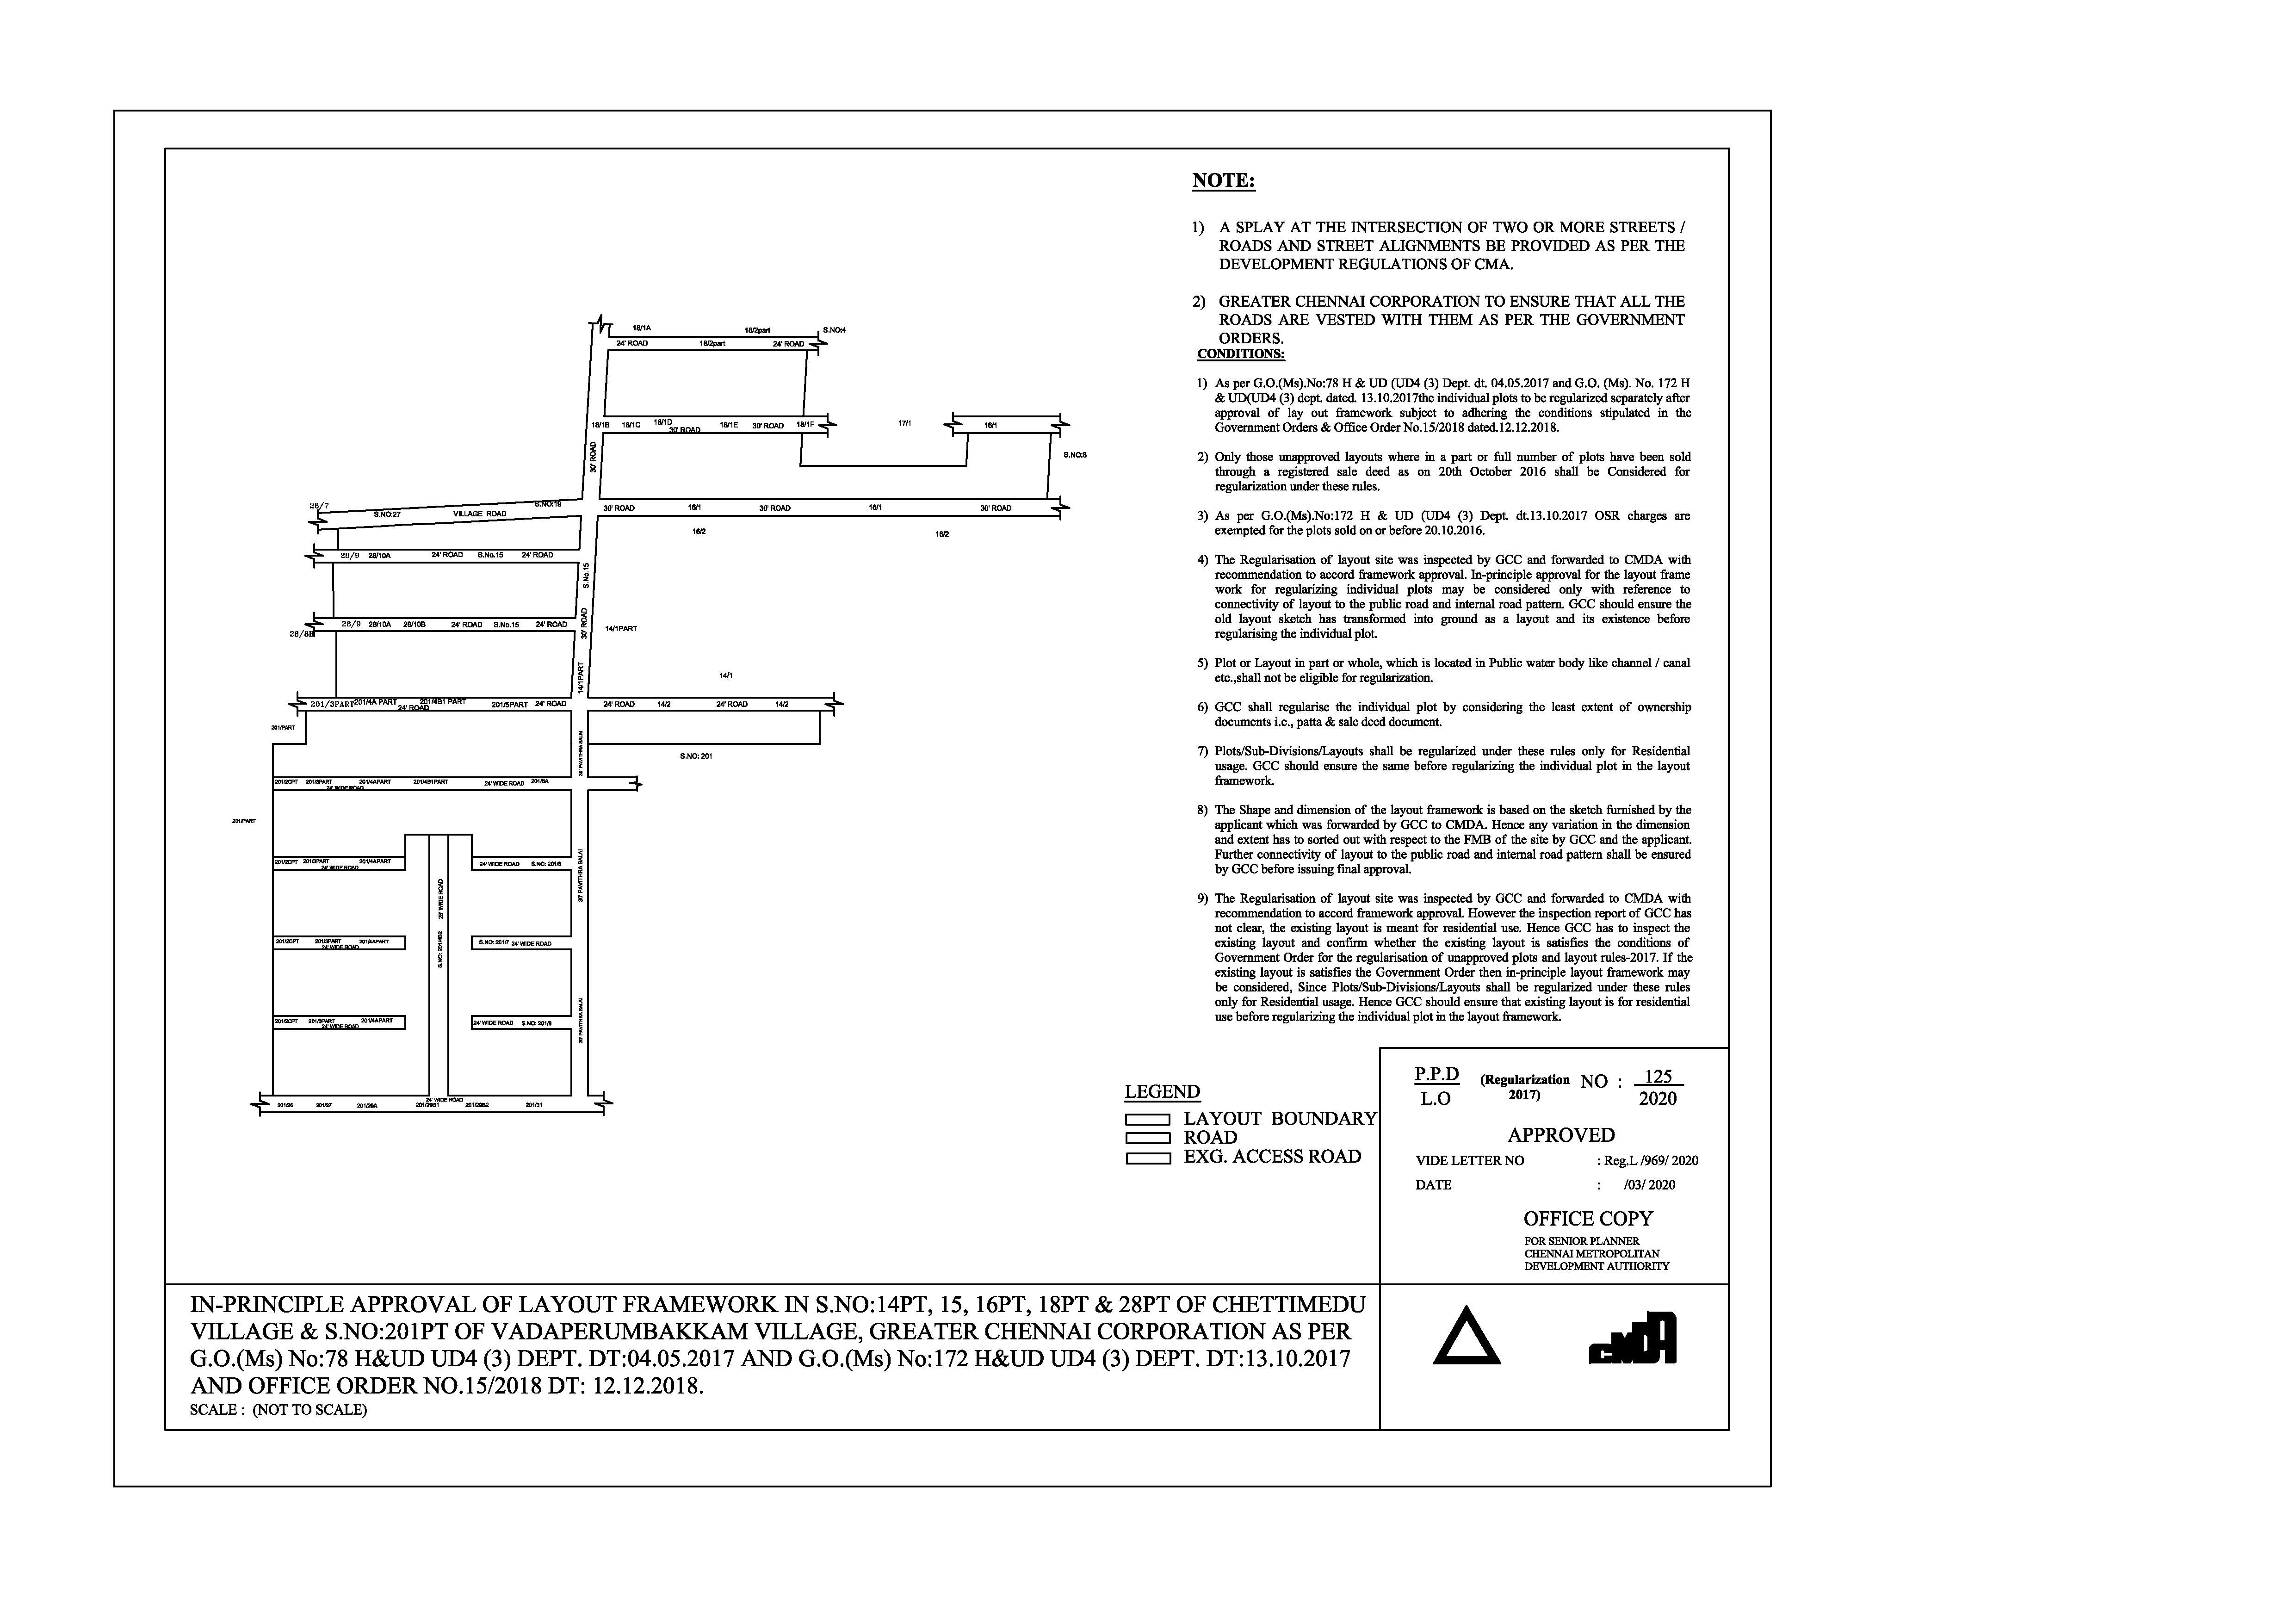 NOTE:
1) A SPLAY AT THE INTERSECTION OF TWO OR MORE STREETS /
ROADS AND STREET ALIGNMENTS BE PROVIDED AS PER THE
DEVELOPMENT REGULATIONS OF CMA.
2) GREATER CHENNAI CORPORATION TO ENSURE THAT ALL THE
ROADS ARE VESTED WITH THEM AS PER THE GOVERNMENT
ORDERS.
CONDITIONS:
1) As per G.O.(Ms).No:78 H & UD (UD4 (3) Dept. dt. 04.05.2017 and G.O. (Ms). No. 172 H
& UD(UD4 (3) dept. dated. 13.10.2017the individual plots to be regularized separately after
approval of lay out framework subject to adhering the conditions stipulated in the
Government Orders & Office Order No.15/2018 dated.12.12.2018.
2) Only those unapproved layouts where in a part or full number of plots have been sold
through a registered sale deed as on 20th October 2016 shall be Considered for
regularization under these rules.
3) As per G.O.(Ms).No:172 H & UD (UD4 (3) Dept. dt.13.10.2017 OSR charges are
exempted for the plots sold on or before 20.10.2016.
4) The Regularisation of layout site was inspected by GCC and forwarded to CMDA with
recommendation to accord framework approval. In-principle approval for the layout frame
work for regularizing individual plots may be considered only with reference to
connectivity of layout to the public road and internal road pattern. GCC should ensure the
old layout sketch has transformed into ground as a layout and its existence before
regularising the individual plot.
5) Plot or Layout in part or whole, which is located in Public water body like channel / canal
etc.,shall not be eligible for regularization.
6) GCC shall regularise the individual plot by considering the least extent of ownership
documents i.e., patta & sale deed document.
7) Plots/Sub-Divisions/Layouts shall be regularized under these rules only for Residential
usage. GCC should ensure the same before regularizing the individual plot in the layout
framework.
8) The Shape and dimension of the layout framework is based on the sketch furnished by the
applicant which was forwarded by GCC to CMDA. Hence any variation in the dimension
and extent has to sorted out with respect to the FMB of the site by GCC and the applicant.
Further connectivity of layout to the public road and internal road pattern shall be ensured
by GCC before issuing final approval.
9) The Regularisation of layout site was inspected by GCC and forwarded to CMDA with
recommendation to accord framework approval. However the inspection report of GCC has
not clear, the existing layout is meant for residential use. Hence GCC has to inspect the
existing layout and confirm whether the existing layout is satisfies the conditions of
Government Order for the regularisation of unapproved plots and layout rules-2017. If the
existing layout is satisfies the Government Order then in-principle layout framework may
be considered, Since Plots/Sub-Divisions/Layouts shall be regularized under these rules
only for Residential usage. Hence GCC should ensure that existing layout is for residential
use before regularizing the individual plot in the layout framework.
18/1A 18/2part S.NO:4
24' ROAD 18/2part 24' ROAD
18/1B 18/1C 18/1D 30' ROAD 18/1E 30' ROAD 18/1F
17/1
16/1
S.NO:8
30' ROAD
28/7
S.NO:27 VILLAGE ROAD S.NO:19
30' ROAD 16/1 30' ROAD 16/1 30' ROAD
16/2 16/2
28/9 28/10A 24' ROAD S.No.15 24' ROAD
S.No.15
28/9 28/10A 28/10B 24' ROAD S.No.15 24' ROAD
28/8B
30' ROAD
14/1PART
14/1PART
14/1
201/3PART 201/4A PART 24' ROAD 201/4B1 PART 201/5PART 24' ROAD
24' ROAD 14/2 24' ROAD 14/2
201/PART
30' PAVITHRA SALAI
S.NO: 201
201/2CPT 201/3PART 24' WIDE ROAD 201/4APART 201/4B1PART 24' WIDE ROAD 201/5A
201/PART
201/2CPT 201/3PART 24' WIDE ROAD 201/4APART
24' WIDE ROAD S.NO: 201/6
S.NO: 201/4B2 28' WIDE ROAD
30' PAVITHRA SALAI
201/2CPT 201/3PART 24' WIDE ROAD 201/4APART
S.NO: 201/7 24' WIDE ROAD
201/2CPT 201/3PART 24' WIDE ROAD 201/4APART
24' WIDE ROAD S.NO: 201/8
30' PAVITHRA SALAI
24' WIDE ROAD
201/26 201/27 201/29A 201/29B1 201/29B2 201/31
LEGEND
LAYOUT BOUNDARY
ROAD
EXG. ACCESS ROAD
P.P.D
L.O
(Regularization
2017)
NO : 125
2020
APPROVED
VIDE LETTER NO : Reg.L /969/ 2020
DATE : /03/ 2020
OFFICE COPY
FOR SENIOR PLANNER
CHENNAI METROPOLITAN
DEVELOPMENT AUTHORITY
IN-PRINCIPLE APPROVAL OF LAYOUT FRAMEWORK IN S.NO:14PT, 15, 16PT, 18PT & 28PT OF CHETTIMEDU
VILLAGE & S.NO:201PT OF VADAPERUMBAKKAM VILLAGE, GREATER CHENNAI CORPORATION AS PER
G.O.(Ms) No:78 H&UD UD4 (3) DEPT. DT:04.05.2017 AND G.O.(Ms) No:172 H&UD UD4 (3) DEPT. DT:13.10.2017
AND OFFICE ORDER NO.15/2018 DT: 12.12.2018.
SCALE : (NOT TO SCALE)
CMDA